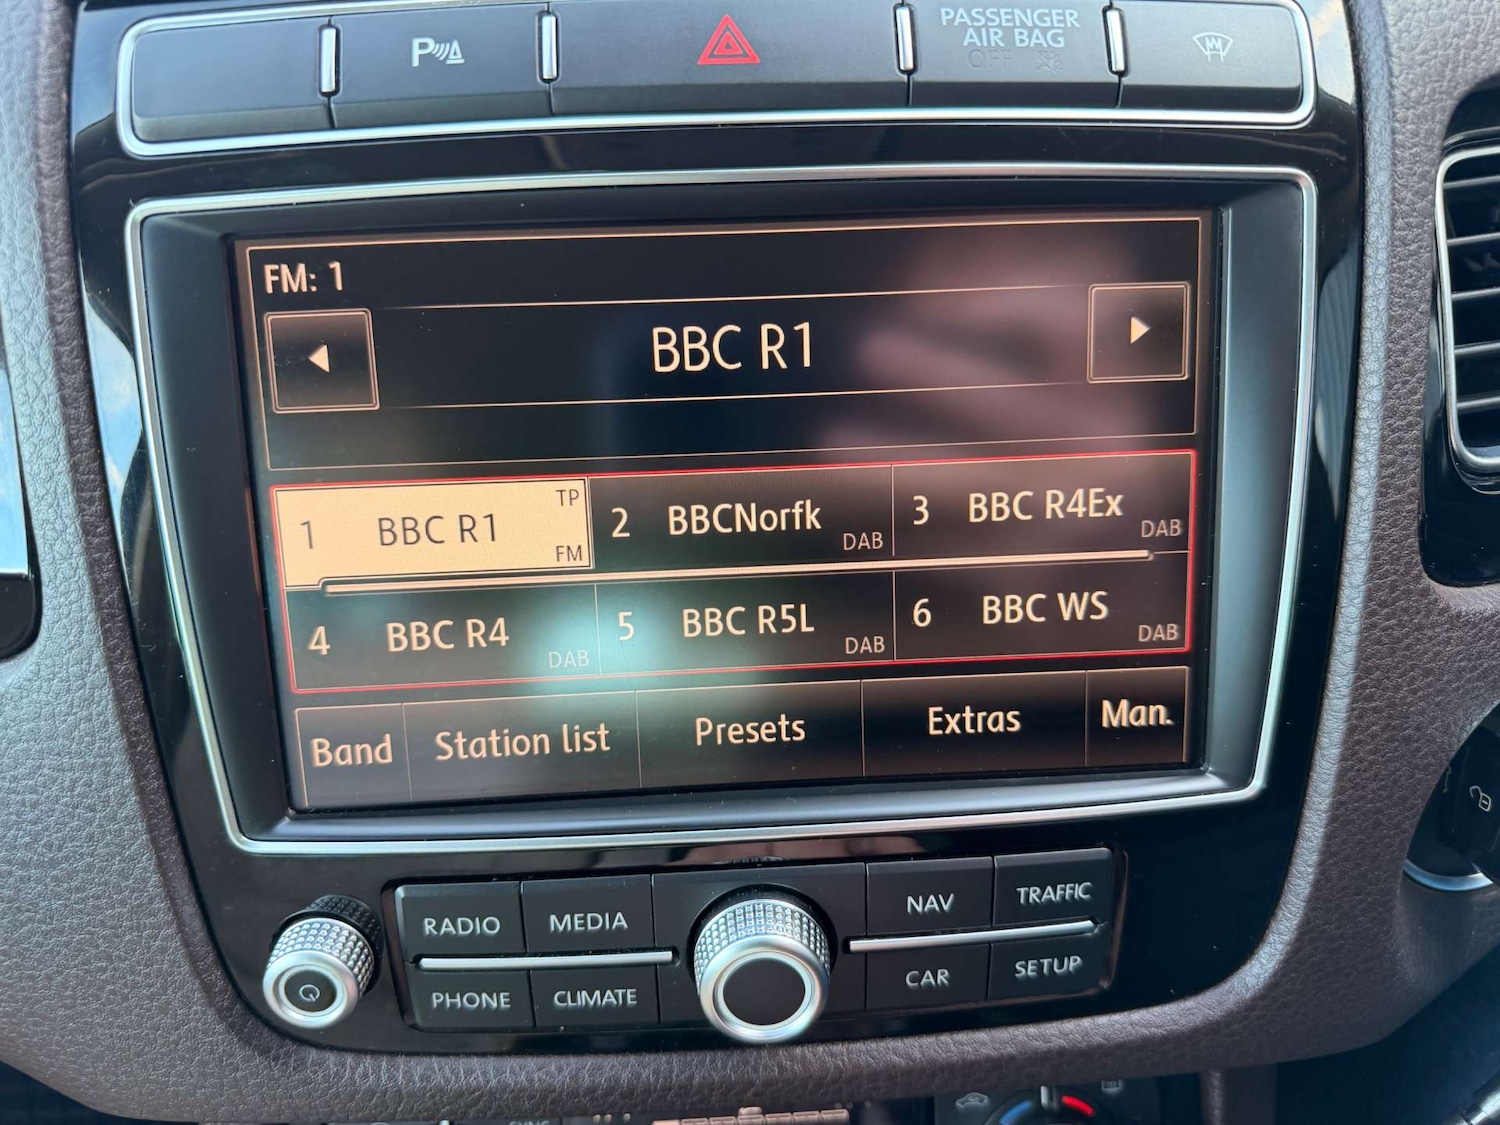 P
PASSENGER
AIR BAG
OFF
FM: 1
BBC R1
1 BBC R1 TP FM
2 BBCNorfk DAB
3 BBC R4Ex DAB
4 BBC R4 DAB
5 BBC R5L DAB
6 BBC WS DAB
Band Station list Presets Extras Man.
RADIO MEDIA NAV TRAFFIC
PHONE CLIMATE CAR SETUP
SYNC